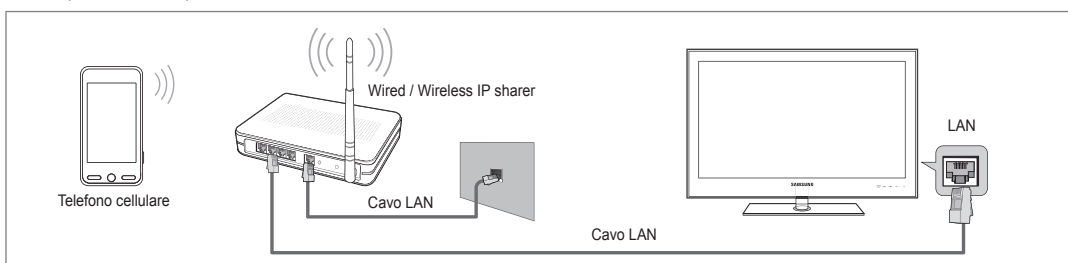 Wired / Wireless IP sharer
LAN
SAMSUNG
Telefono cellulare
Cavo LAN
Cavo LAN